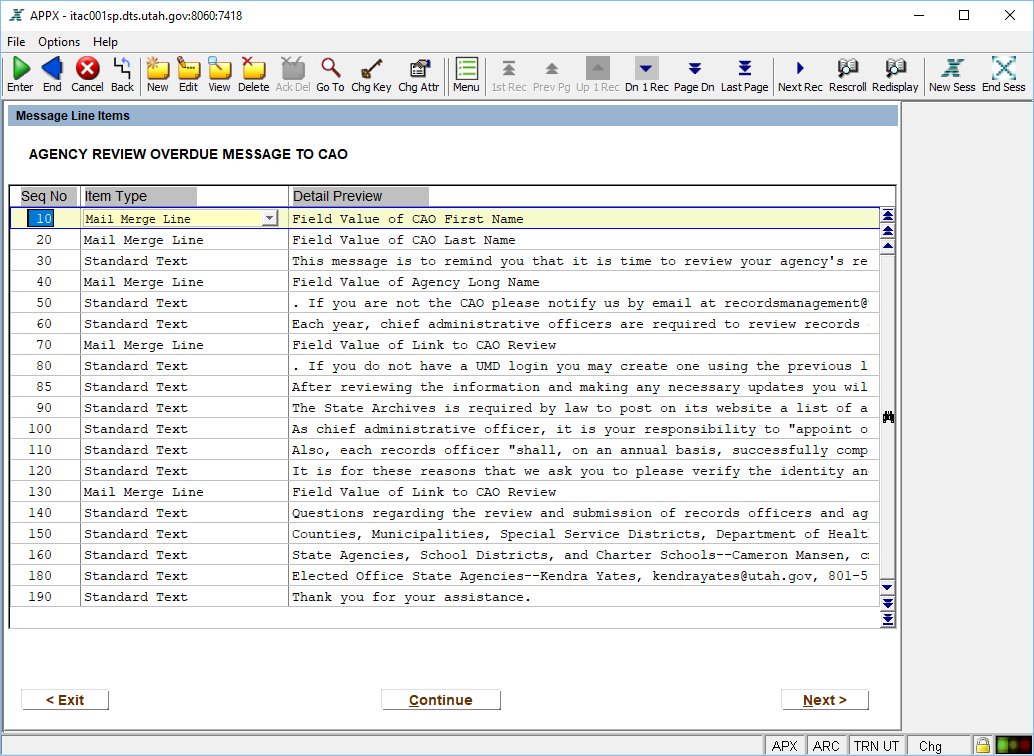 APPX - itac001sp.dts.utah.gov:8060:7418
File Options Help
Enter End Cancel Back New Edit View Delete Ack Del Go To Chg Key Chg Attr Menu 1st Rec Prev Pg Up 1 Rec Dn 1 Rec Page Dn Last Page Next Rec Rescroll Redisplay New Sess End Sess
Message Line Items
AGENCY REVIEW OVERDUE MESSAGE TO CAO
Seq No Item Type Detail Preview
10 Mail Merge Line Field Value of CAO First Name
20 Mail Merge Line Field Value of CAO Last Name
30 Standard Text This message is to remind you that it is time to review your agency's re
40 Mail Merge Line Field Value of Agency Long Name
50 Standard Text . If you are not the CAO please notify us by email at recordsmanagement@
60 Standard Text Each year, chief administrative officers are required to review records
70 Mail Merge Line Field Value of Link to CAO Review
80 Standard Text . If you do not have a UMD login you may create one using the previous l
85 Standard Text After reviewing the information and making any necessary updates you wil
90 Standard Text The State Archives is required by law to post on its website a list of a
100 Standard Text As chief administrative officer, it is your responsibility to "appoint o
110 Standard Text Also, each records officer "shall, on an annual basis, successfully comp
120 Standard Text It is for these reasons that we ask you to please verify the identity an
130 Mail Merge Line Field Value of Link to CAO Review
140 Standard Text Questions regarding the review and submission of records officers and ag
150 Standard Text Counties, Municipalities, Special Service Districts, Department of Healt
160 Standard Text State Agencies, School Districts, and Charter Schools--Cameron Mansen, c
180 Standard Text Elected Office State Agencies--Kendra Yates, kendrayates@utah.gov, 801-5
190 Standard Text Thank you for your assistance.
< Exit Continue Next >
APX ARC TRN UT Chg